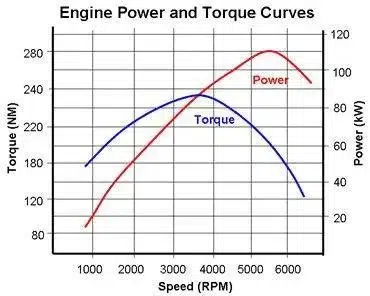 Engine Power and Torque Curves
280
240
220
180
120
80
Torque (NM)
120
100
80
60
40
20
Power (kW)
Power
Torque
1000 2000 3000 4000 5000 6000
Speed (RPM)